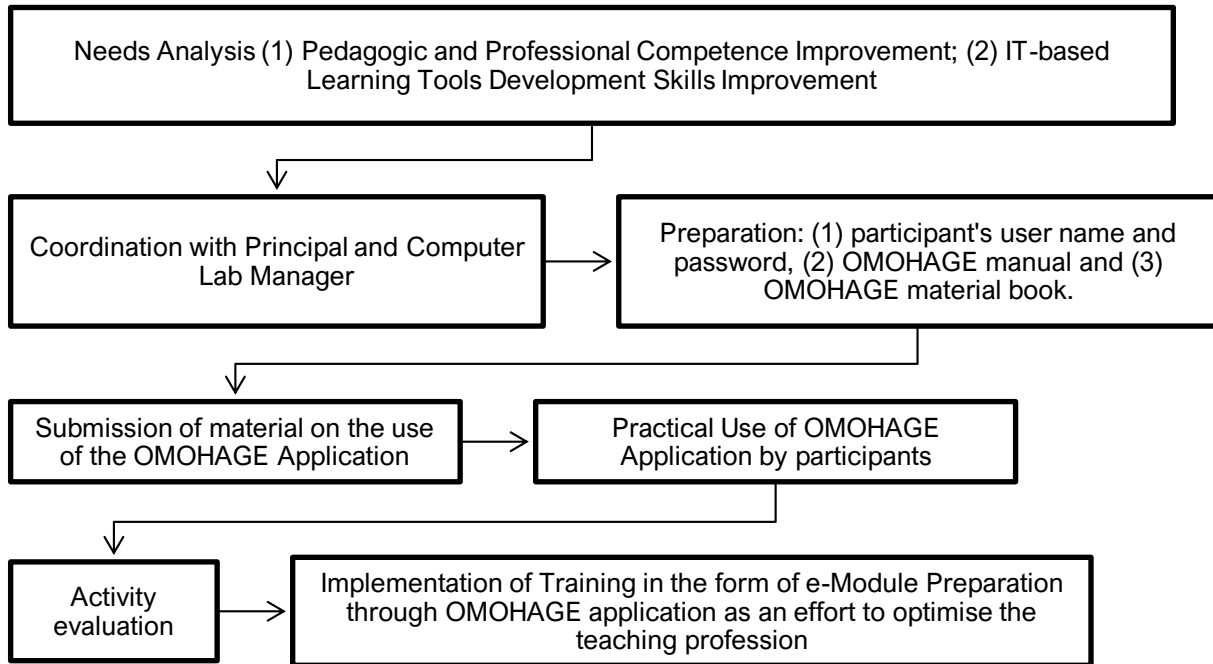 Needs Analysis (1) Pedagogic and Professional Competence Improvement; (2) IT-based
Learning Tools Development Skills Improvement
Coordination with Principal and Computer
Lab Manager
Preparation: (1) participant's user name and
password, (2) OMOHAGE manual and (3)
OMOHAGE material book.
Submission of material on the use
of the OMOHAGE Application
Practical Use of OMOHAGE
Application by participants
Activity
evaluation
Implementation of Training in the form of e-Module Preparation
through OMOHAGE application as an effort to optimise the
teaching profession